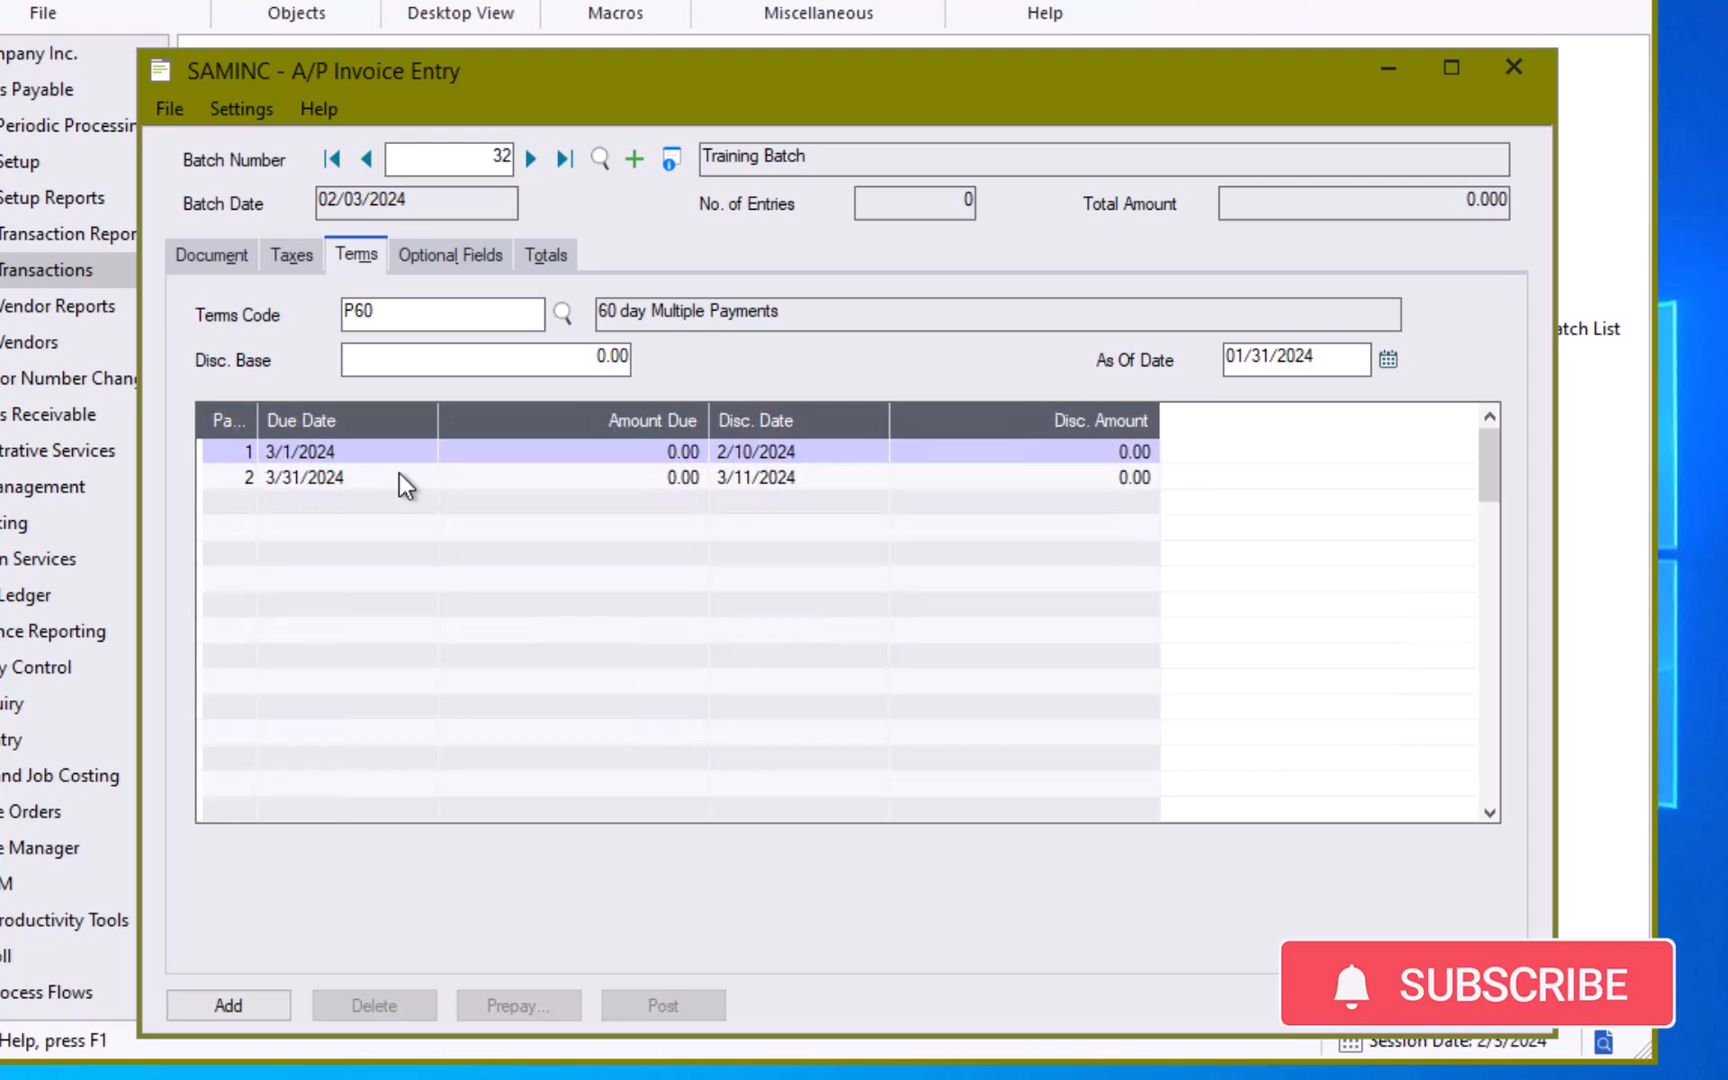 File Objects Desktop View Macros Miscellaneous Help
mpany Inc.
s Payable
Periodic Processin
Setup
Setup Reports
Transaction Repor
Transactions
Vendor Reports
Vendors
or Number Chang
s Receivable
trative Services
anagement
ting
n Services
Ledger
nce Reporting
y Control
uiry
try
and Job Costing
e Orders
e Manager
M
roductivity Tools
oll
ocess Flows
Help, press F1
SAMINC - A/P Invoice Entry
File Settings Help
Batch Number 32 Training Batch
Batch Date 02/03/2024 No. of Entries 0 Total Amount 0.000
Document Taxes Terms Optional Fields Totals
Terms Code P60 60 day Multiple Payments
Disc. Base 0.00 As Of Date 01/31/2024
Pa... Due Date Amount Due Disc. Date Disc. Amount
1 3/1/2024 0.00 2/10/2024 0.00
2 3/31/2024 0.00 3/11/2024 0.00
Add Delete Prepay... Post
atch List
SUBSCRIBE
Session Date: 2/3/2024